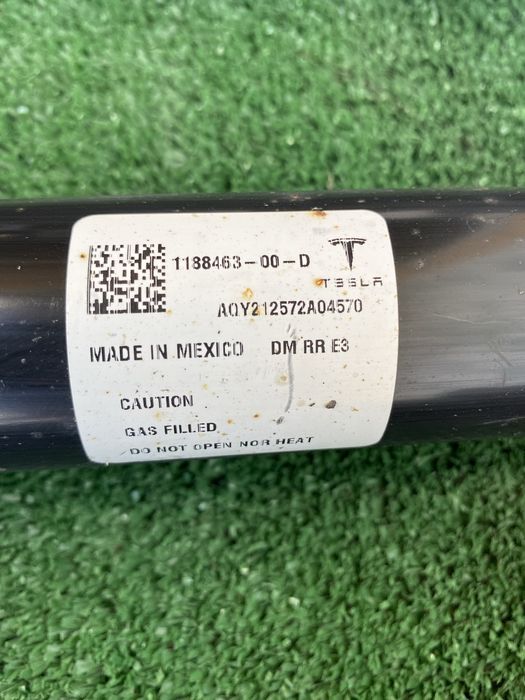 1188463-00-D
TESLA
AQY212572A04570
MADE IN MEXICO DM RR E3
CAUTION
GAS FILLED
DO NOT OPEN NOR HEAT